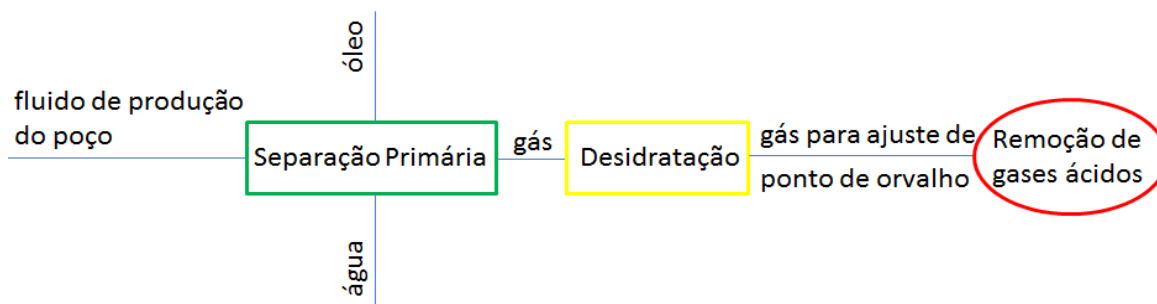 óleo
fluido de produção
do poço
Separação Primária
gás
Desidratação
gás para ajuste de
ponto de orvalho
Remoção de
gases ácidos
água